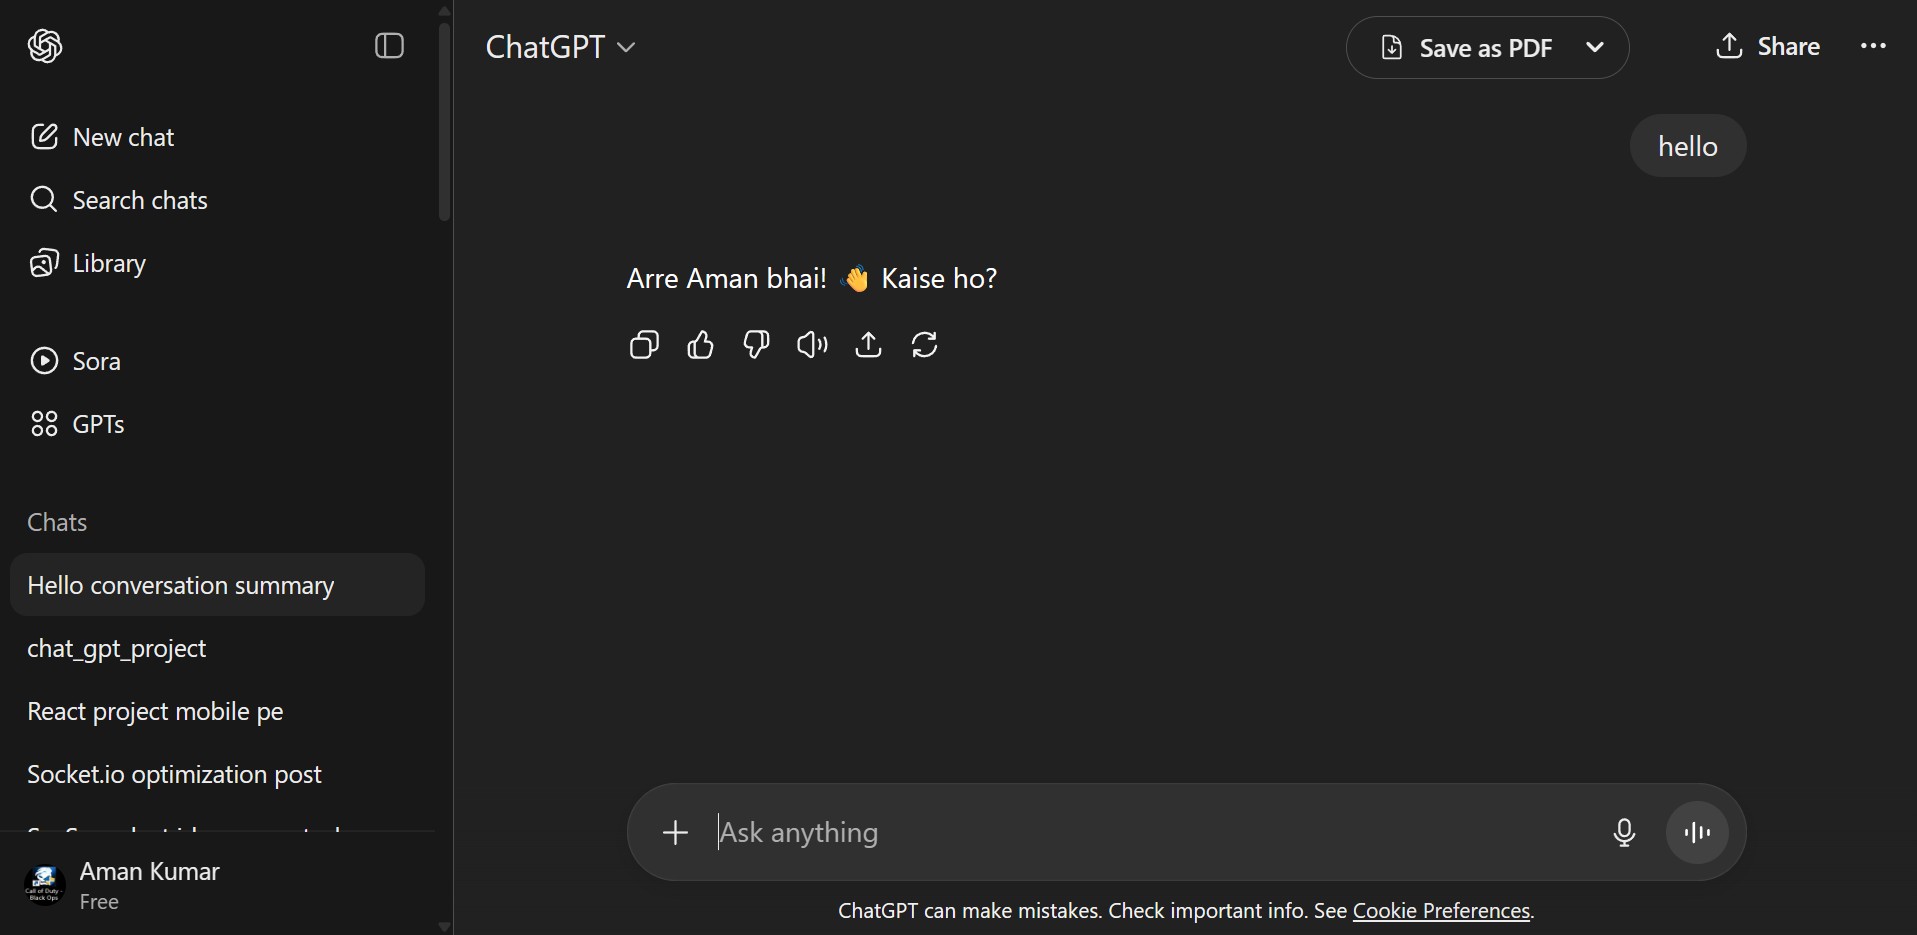 New chat
Search chats
Library
Sora
GPTs
Chats
Hello conversation summary
chat_gpt_project
React project mobile pe
Socket.io optimization post
Aman Kumar
Free
ChatGPT
Save as PDF
Share
hello
Arre Aman bhai! 👋 Kaise ho?
Ask anything
ChatGPT can make mistakes. Check important info. See Cookie Preferences.